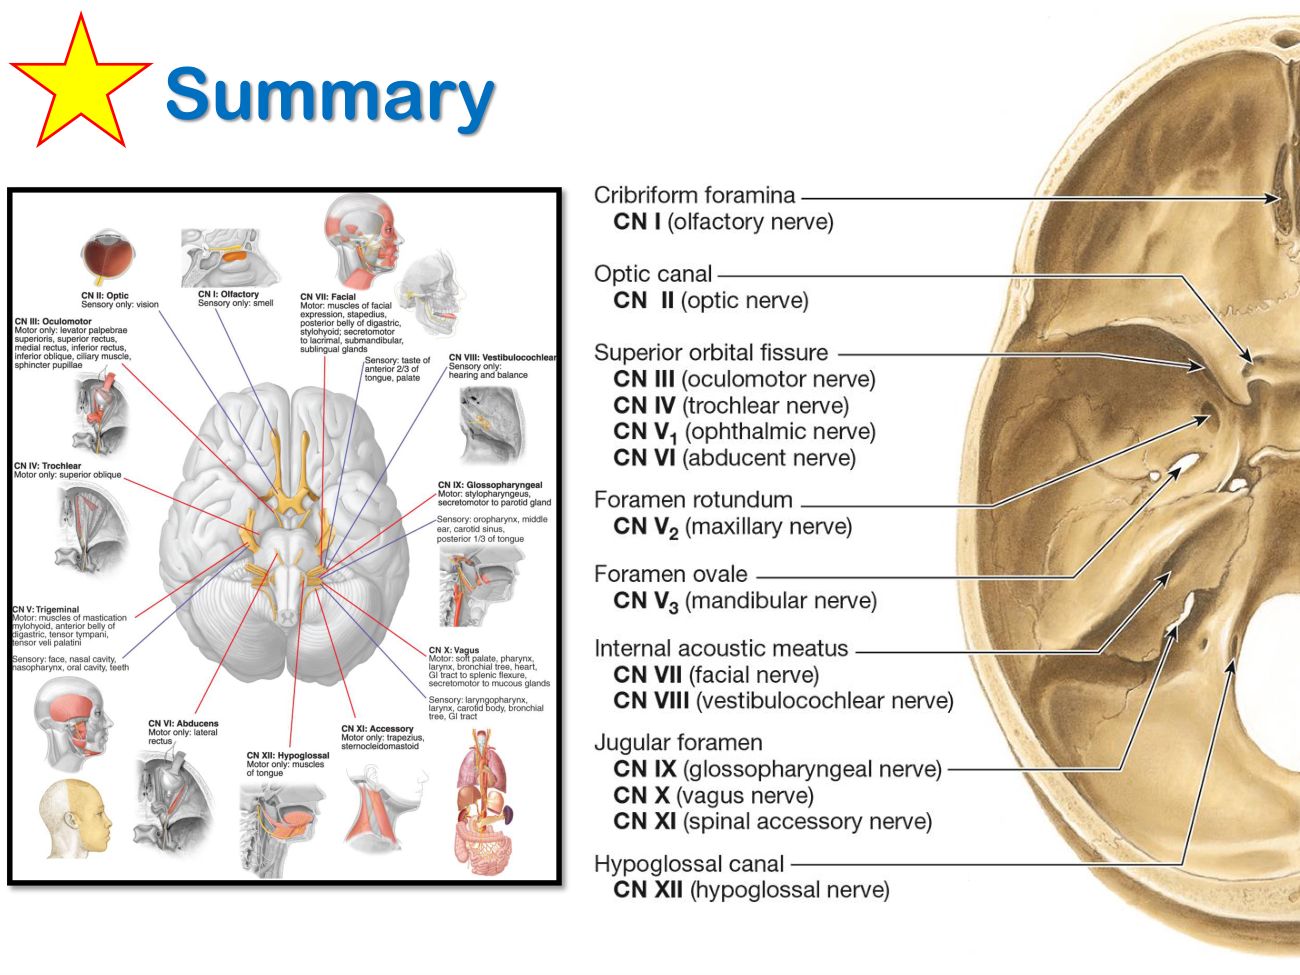 Summary
CN II: Optic
Sensory only: vision
CN I: Olfactory
Sensory only: smell
CN VII: Facial
Motor: muscles of facial
expression, stapedius,
posterior belly of digastric,
stylohyoid; secretomotor
to lacrimal, submandibular,
sublingual glands
Sensory: taste of
anterior 2/3 of
tongue, palate
CN VIII: Vestibulocochlear
Sensory only:
hearing and balance
CN III: Oculomotor
Motor only: levator palpebrae
superioris, superior rectus,
medial rectus, inferior rectus,
inferior oblique, ciliary muscle,
sphincter pupillae
CN IV: Trochlear
Motor only: superior oblique
CN IX: Glossopharyngeal
Motor: stylopharyngeus,
secretomotor to parotid gland
Sensory: oropharynx, middle
ear, carotid sinus,
posterior 1/3 of tongue
CN V: Trigeminal
Motor: muscles of mastication
mylohyoid, anterior belly of
digastric, tensor tympani,
tensor veli palatini
Sensory: face, nasal cavity,
nasopharynx, oral cavity, teeth
CN X: Vagus
Motor: soft palate, pharynx,
larynx, bronchial tree, heart,
GI tract to splenic flexure,
secretomotor to mucous glands
Sensory: laryngopharynx,
larynx, carotid body, bronchial
tree, GI tract
CN VI: Abducens
Motor only: lateral
rectus
CN XII: Hypoglossal
Motor only: muscles
of tongue
CN XI: Accessory
Motor only: trapezius,
sternocleidomastoid
Cribriform foramina
CN I (olfactory nerve)
Optic canal
CN II (optic nerve)
Superior orbital fissure
CN III (oculomotor nerve)
CN IV (trochlear nerve)
CN V1 (ophthalmic nerve)
CN VI (abducent nerve)
Foramen rotundum
CN V2 (maxillary nerve)
Foramen ovale
CN V3 (mandibular nerve)
Internal acoustic meatus
CN VII (facial nerve)
CN VIII (vestibulocochlear nerve)
Jugular foramen
CN IX (glossopharyngeal nerve)
CN X (vagus nerve)
CN XI (spinal accessory nerve)
Hypoglossal canal
CN XII (hypoglossal nerve)